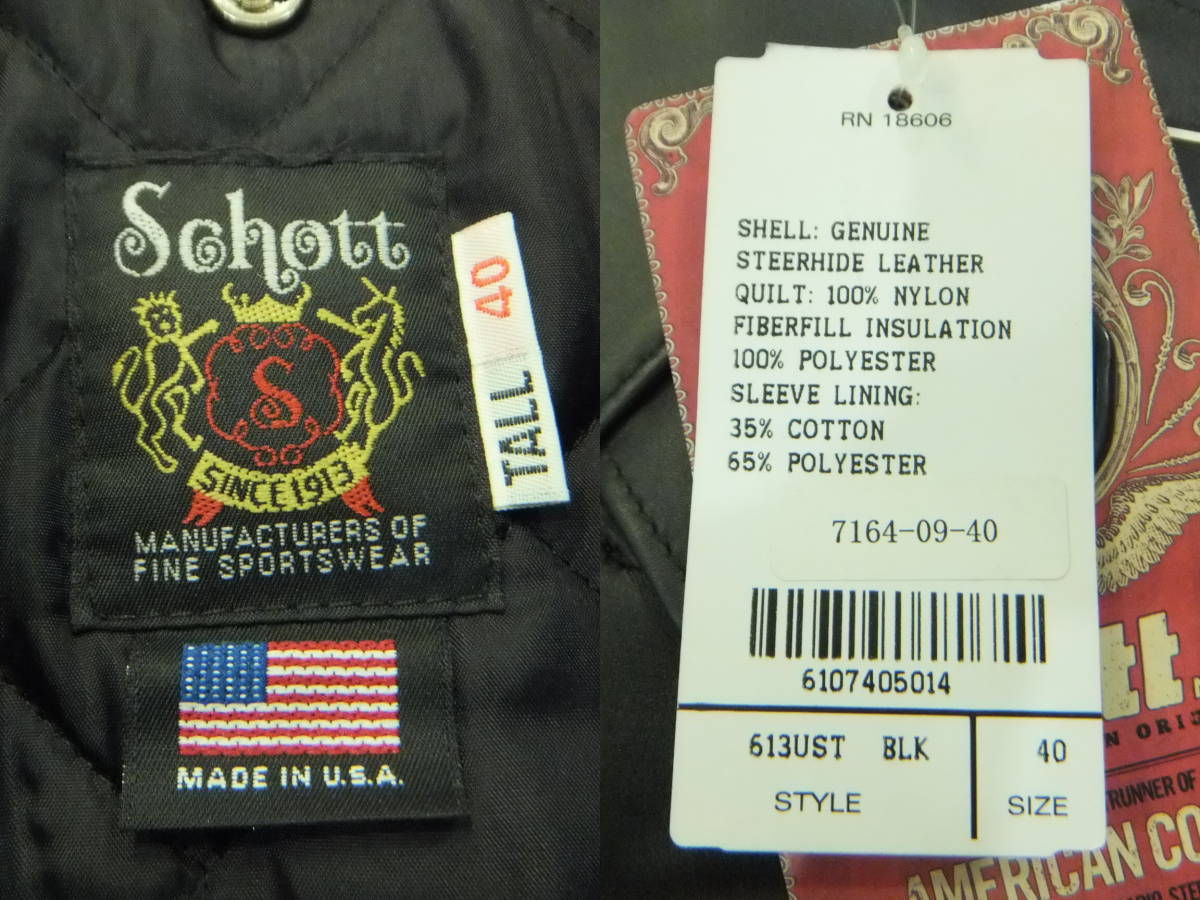 Schott
S
SINCE 1913
MANUFACTURERS OF
FINE SPORTSWEAR
MADE IN U.S.A.
40
TALL
RN 18606
SHELL: GENUINE
STEERHIDE LEATHER
QUILT: 100% NYLON
FIBERFILL INSULATION
100% POLYESTER
SLEEVE LINING:
35% COTTON
65% POLYESTER
7164-09-40
6107405014
613UST BLK 40
STYLE SIZE
AMERICAN